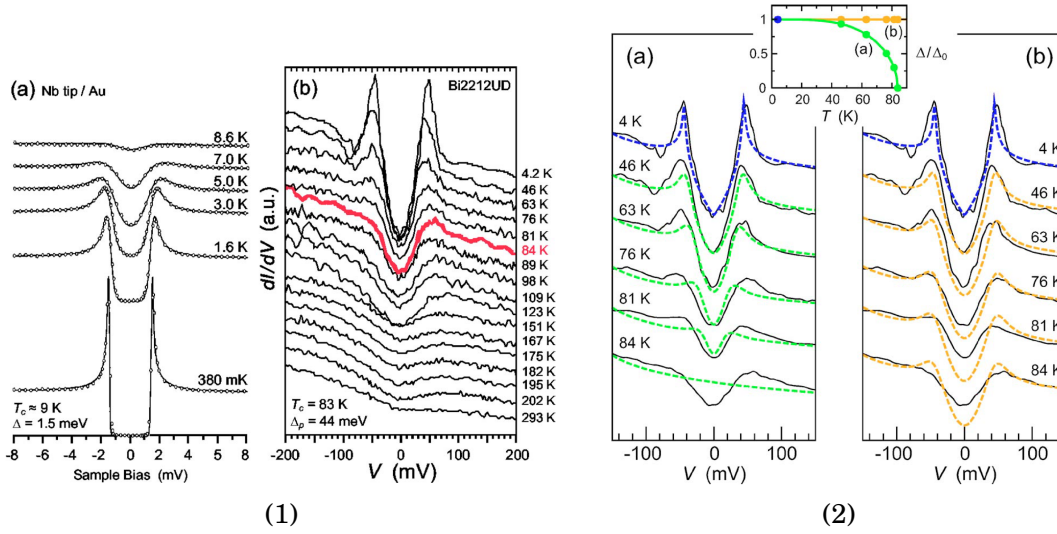 (a) Nb tip / Au
8.6 K
7.0 K
5.0 K
3.0 K
1.6 K
380 mK
T_c ≈ 9 K
Δ = 1.5 meV
-8 -6 -4 -2 0 2 4 6 8
Sample Bias (mV)
(b) Bi2212UD
dI/dV (a.u.)
4.2 K
46 K
63 K
76 K
81 K
84 K
89 K
98 K
109 K
123 K
151 K
167 K
175 K
182 K
195 K
202 K
293 K
T_c = 83 K
Δ_p = 44 meV
-200 -100 0 100 200
V (mV)
(1)
1
0.5
0
(b)
(a)
Δ/Δ₀
0 20 40 60 80
T (K)
(a)
4 K
46 K
63 K
76 K
81 K
84 K
-100 0 100
V (mV)
(b)
4 K
46 K
63 K
76 K
81 K
84 K
-100 0 100
V (mV)
(2)